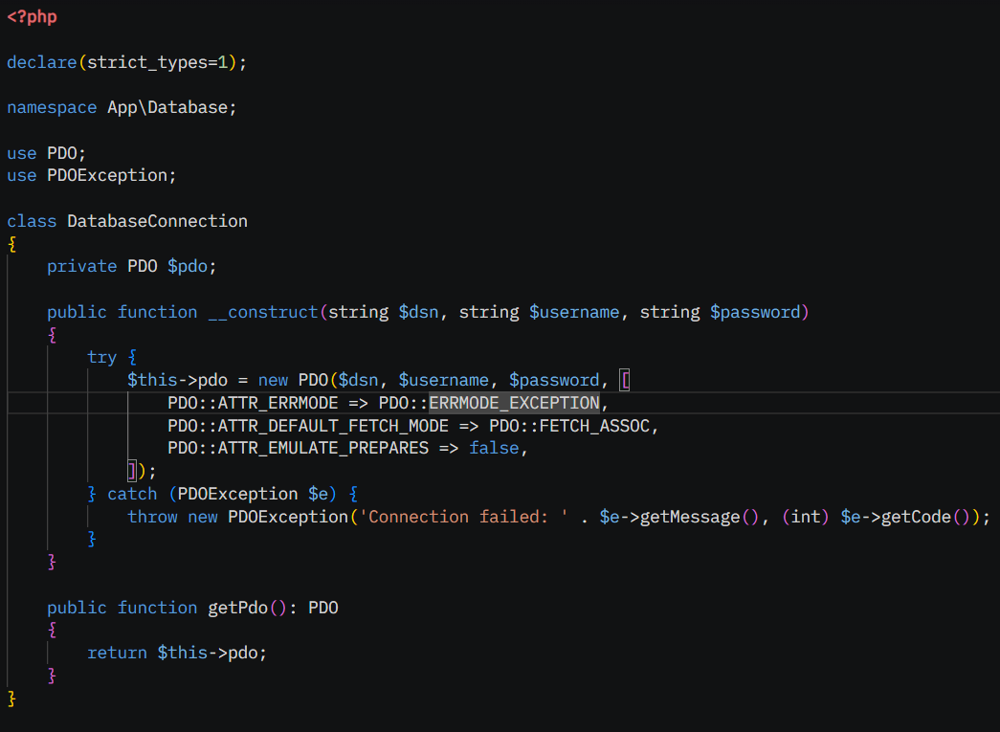 <?php
declare(strict_types=1);
namespace App\Database;
use PDO;
use PDOException;
class DatabaseConnection
{
    private PDO $pdo;
    public function __construct(string $dsn, string $username, string $password)
    {
        try {
            $this->pdo = new PDO($dsn, $username, $password, [
                PDO::ATTR_ERRMODE => PDO::ERRMODE_EXCEPTION,
                PDO::ATTR_DEFAULT_FETCH_MODE => PDO::FETCH_ASSOC,
                PDO::ATTR_EMULATE_PREPARES => false,
            ]);
        } catch (PDOException $e) {
            throw new PDOException('Connection failed: ' . $e->getMessage(), (int) $e->getCode());
        }
    }
    public function getPdo(): PDO
    {
        return $this->pdo;
    }
}